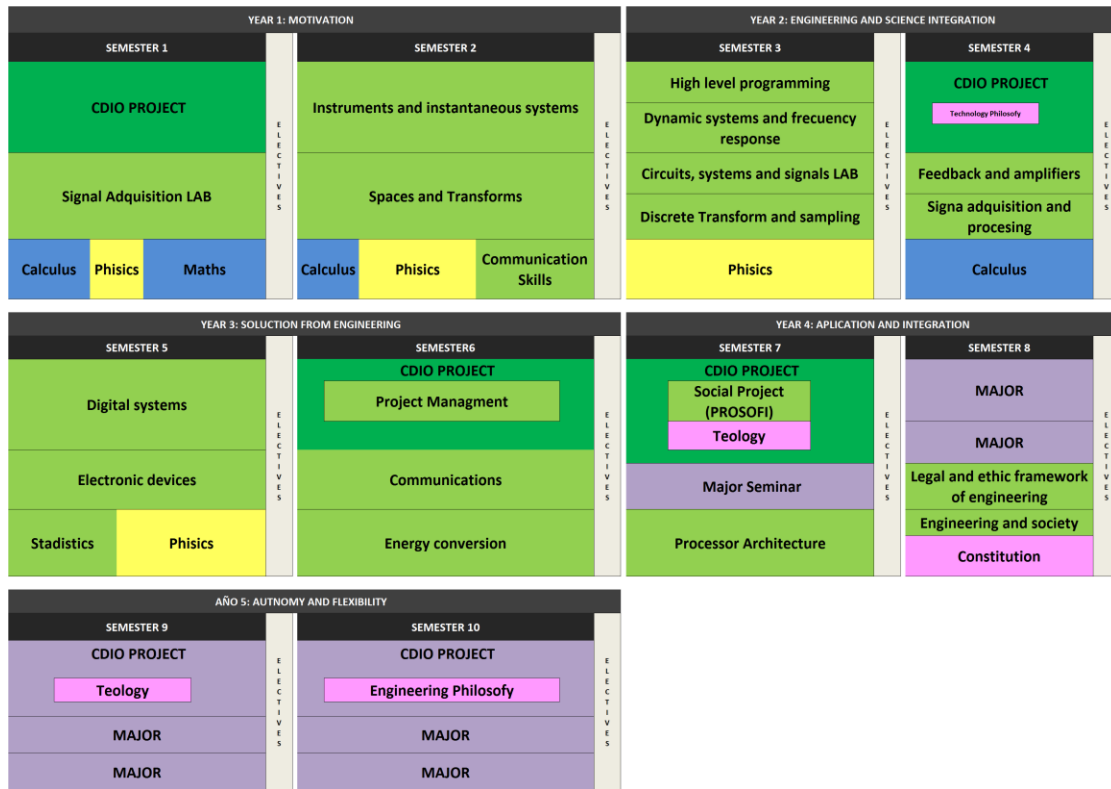 YEAR 1: MOTIVATION
SEMESTER 1
CDIO PROJECT
Signal Adquisition LAB
Calculus
Phisics
Maths
ELECTIVES
SEMESTER 2
Instruments and instantaneous systems
Spaces and Transforms
Calculus
Phisics
Communication
Skills
ELECTIVES
YEAR 2: ENGINEERING AND SCIENCE INTEGRATION
SEMESTER 3
High level programming
Dynamic systems and frecuency
response
Circuits, systems and signals LAB
Discrete Transform and sampling
Phisics
ELECTIVES
SEMESTER 4
CDIO PROJECT
Technology Philosofy
Feedback and amplifiers
Signa adquisition and
procesing
Calculus
ELECTIVES
YEAR 3: SOLUCTION FROM ENGINEERING
SEMESTER 5
Digital systems
Electronic devices
Stadistics
Phisics
ELECTIVES
SEMESTER6
CDIO PROJECT
Project Managment
Communications
Energy conversion
ELECTIVES
YEAR 4: APLICATION AND INTEGRATION
SEMESTER 7
CDIO PROJECT
Social Project
(PROSOFI)
Teology
Major Seminar
Processor Architecture
ELECTIVES
SEMESTER 8
MAJOR
MAJOR
Legal and ethic framework
of engineering
Engineering and society
Constitution
ELECTIVES
AÑO 5: AUTNOMY AND FLEXIBILITY
SEMESTER 9
CDIO PROJECT
Teology
MAJOR
MAJOR
ELECTIVES
SEMESTER 10
CDIO PROJECT
Engineering Philosofy
MAJOR
MAJOR
ELECTIVES